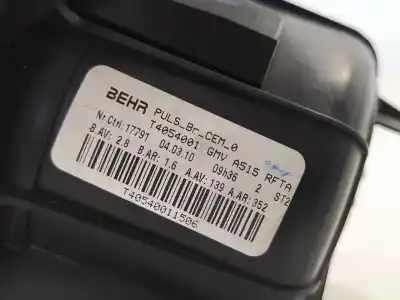 BEHR PULS_Br_CEM_0
T4054001 GMV A515 RFTA
Nr.Ctrl:17791 04.03.10 09h36 2 ST2
B.AV: 2.8 B.AR: 1.6 A.AV: 139 A.AR: 352
T40540011506